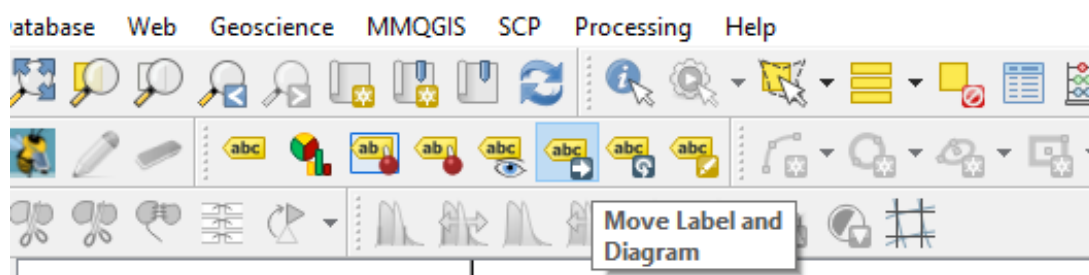 atabase Web Geoscience MMQGIS SCP Processing Help
abc ab ab abc abc abc abc
Move Label and
Diagram